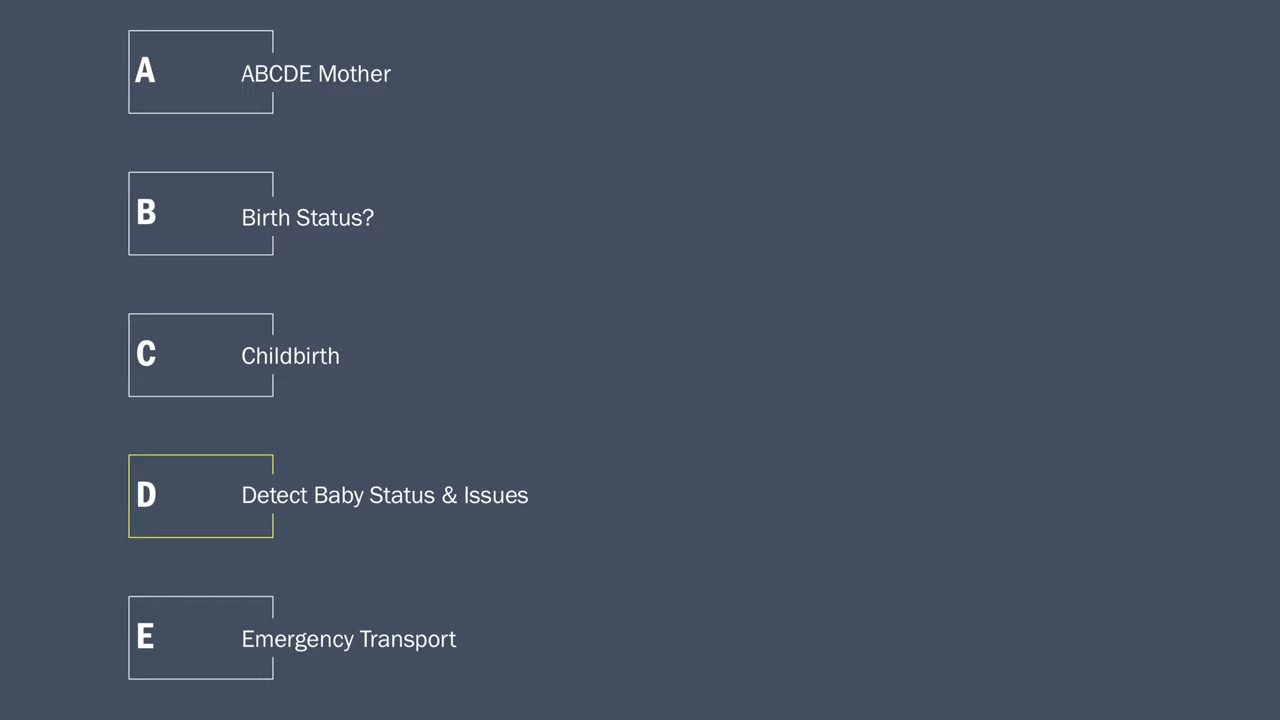 A ABCDE Mother
B Birth Status?
C Childbirth
D Detect Baby Status & Issues
E Emergency Transport